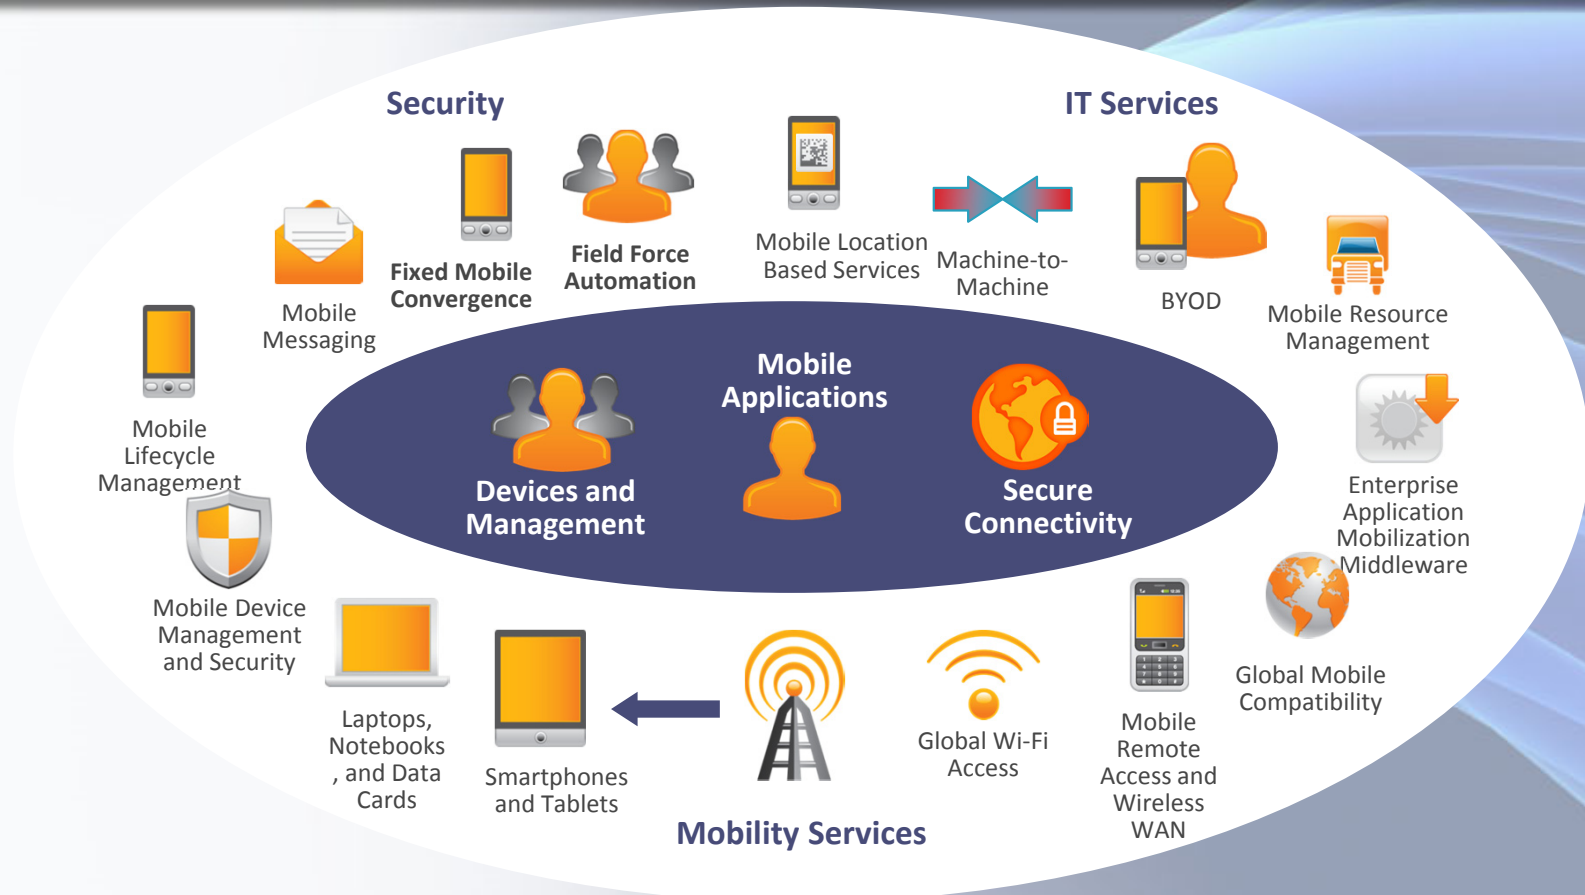 Security
IT Services
Fixed Mobile
Convergence
Field Force
Automation
Mobile Location
Based Services
Machine-to-
Machine
BYOD
Mobile Resource
Management
Mobile
Messaging
Mobile
Lifecycle
Management
Mobile
Applications
Devices and
Management
Secure
Connectivity
Enterprise
Application
Mobilization
Middleware
Mobile Device
Management
and Security
Laptops,
Notebooks
, and Data
Cards
Smartphones
and Tablets
Global Wi-Fi
Access
Mobile
Remote
Access and
Wireless
WAN
Global Mobile
Compatibility
Mobility Services